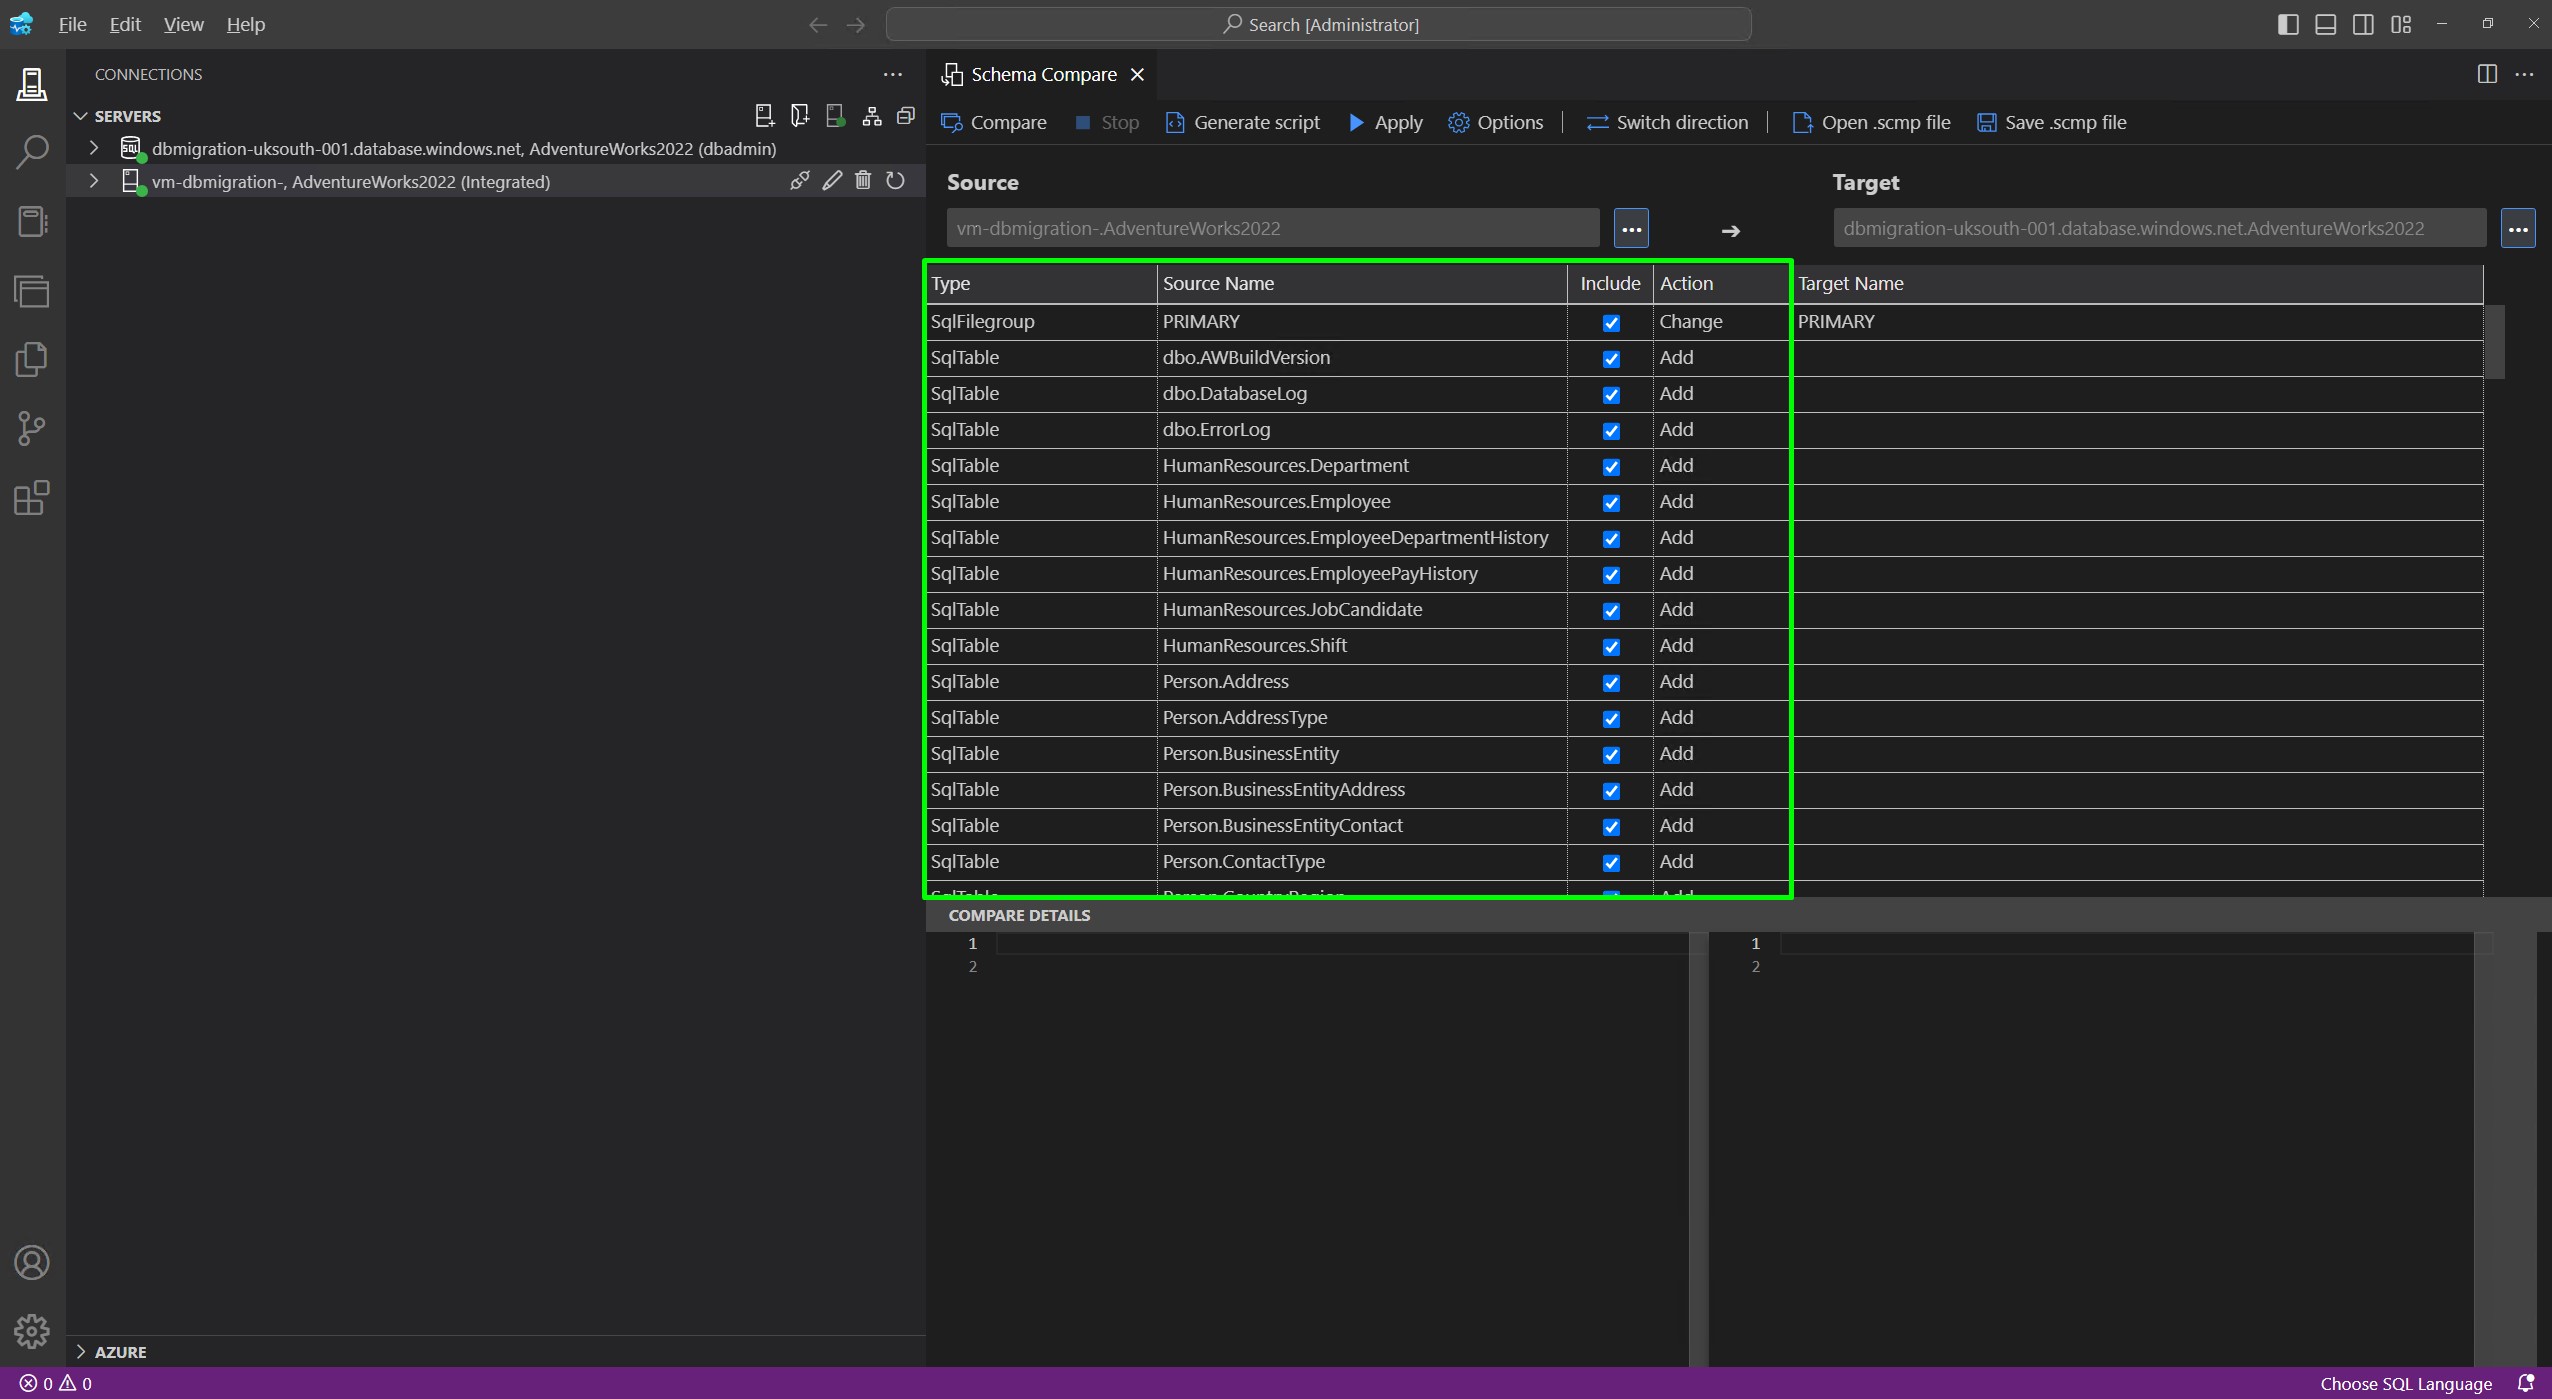 File Edit View Help
Search [Administrator]
CONNECTIONS
SERVERS
dbmigration-uksouth-001.database.windows.net, AdventureWorks2022 (dbadmin)
vm-dbmigration-, AdventureWorks2022 (Integrated)
Schema Compare
Compare Stop Generate script Apply Options Switch direction Open .scmp file Save .scmp file
Source Target
vm-dbmigration-.AdventureWorks2022 dbmigration-uksouth-001.database.windows.net.AdventureWorks2022
Type Source Name Include Action Target Name
SqlFilegroup PRIMARY Change PRIMARY
SqlTable dbo.AWBuildVersion Add
SqlTable dbo.DatabaseLog Add
SqlTable dbo.ErrorLog Add
SqlTable HumanResources.Department Add
SqlTable HumanResources.Employee Add
SqlTable HumanResources.EmployeeDepartmentHistory Add
SqlTable HumanResources.EmployeePayHistory Add
SqlTable HumanResources.JobCandidate Add
SqlTable HumanResources.Shift Add
SqlTable Person.Address Add
SqlTable Person.AddressType Add
SqlTable Person.BusinessEntity Add
SqlTable Person.BusinessEntityAddress Add
SqlTable Person.BusinessEntityContact Add
SqlTable Person.ContactType Add
SqlTable Person.CountryRegion Add
COMPARE DETAILS
1 1
2 2
AZURE
0 0 Choose SQL Language